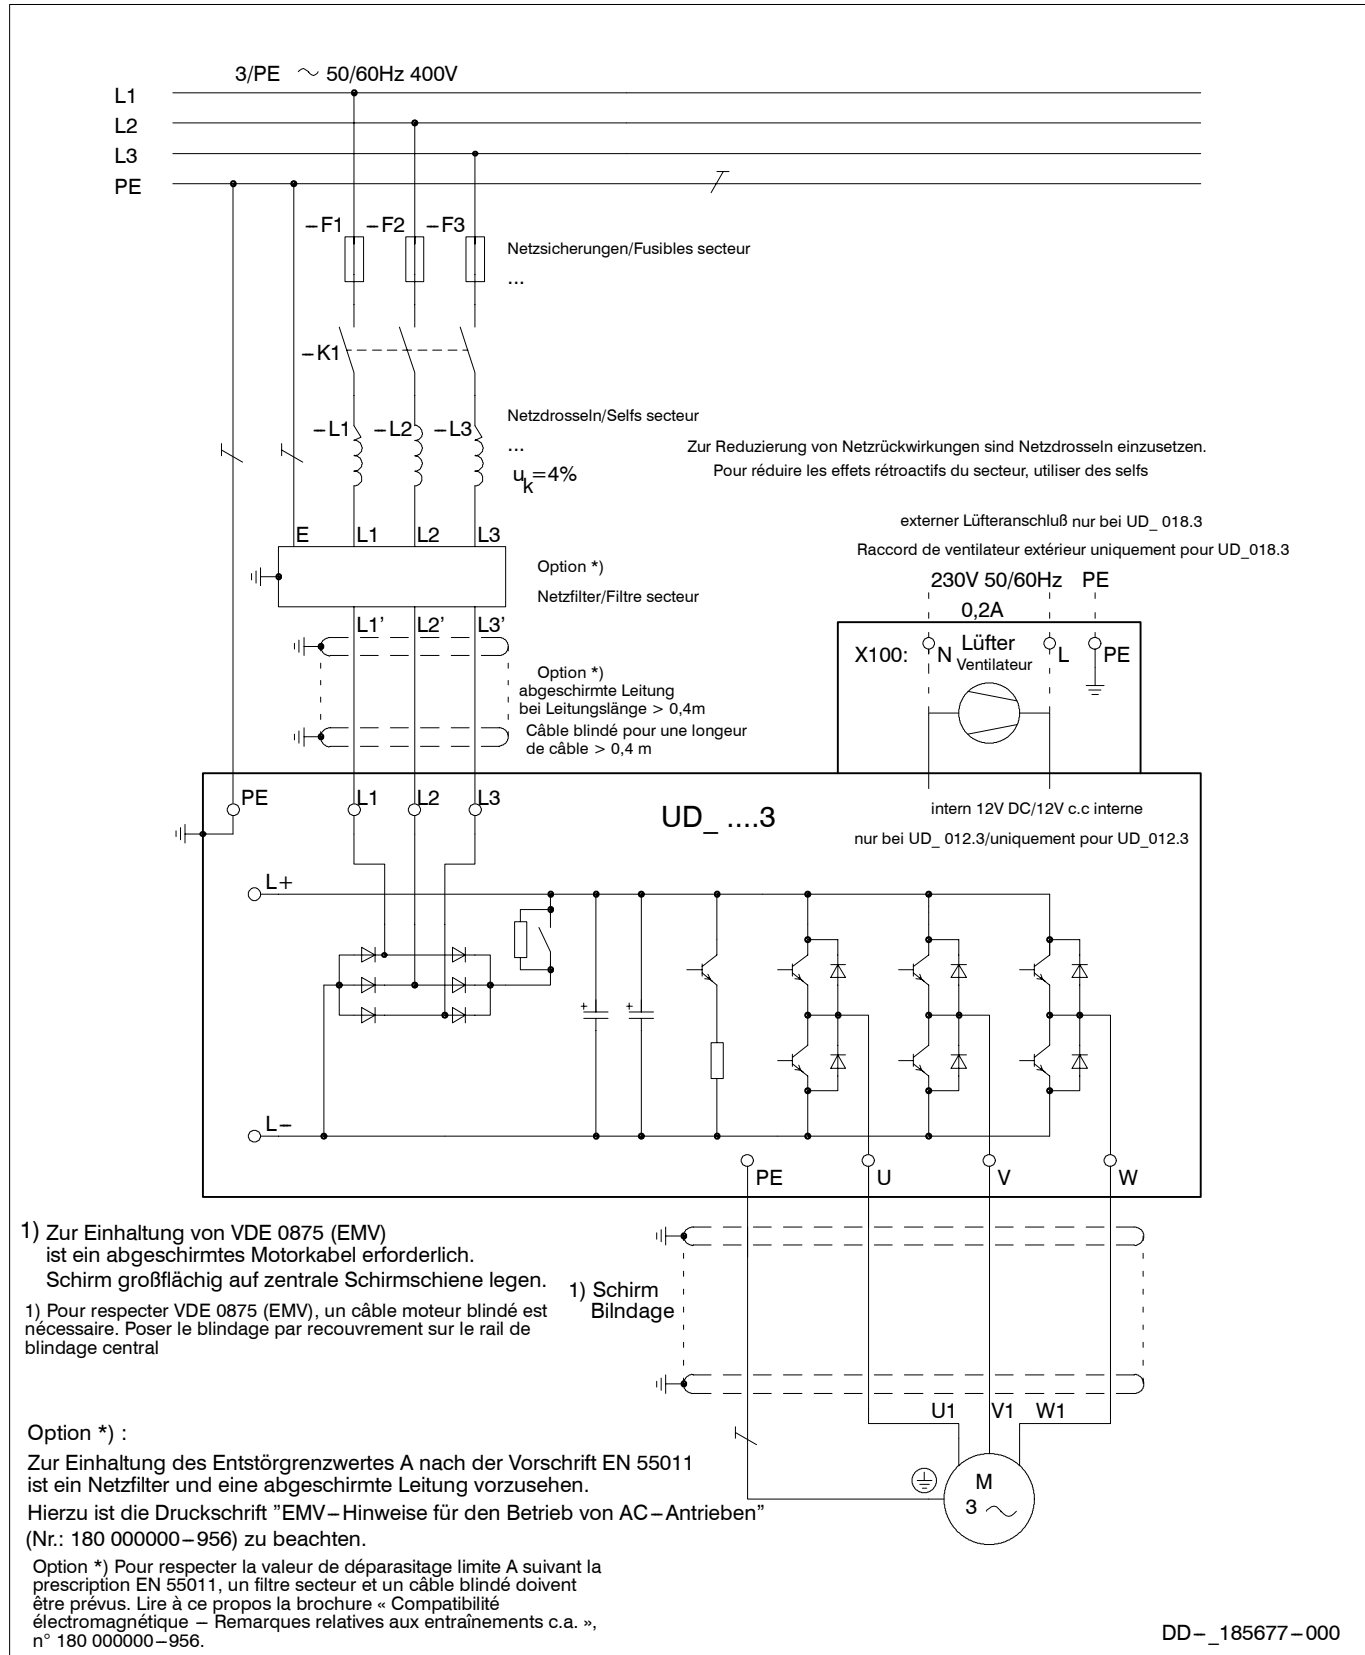 3/PE ~ 50/60Hz 400V
L1
L2
L3
PE
-F1 -F2 -F3
Netzsicherungen/Fusibles secteur
...
-K1
-L1 -L2 -L3
Netzdrosseln/Selfs secteur
...
uk=4%
Zur Reduzierung von Netzrückwirkungen sind Netzdrosseln einzusetzen.
Pour réduire les effets rétroactifs du secteur, utiliser des selfs
externer Lüfteranschluß nur bei UD_ 018.3
Raccord de ventilateur extérieur uniquement pour UD_018.3
230V 50/60Hz PE
0,2A
E L1 L2 L3
Option *)
Netzfilter/Filtre secteur
L1' L2' L3'
X100: N Lüfter L PE
Ventilateur
Option *)
abgeschirmte Leitung
bei Leitungslänge > 0,4m
Câble blindé pour une longeur
de câble > 0,4 m
PE L1 L2 L3
UD_ ....3
intern 12V DC/12V c.c interne
nur bei UD_ 012.3/uniquement pour UD_012.3
L+
+ +
L-
PE U V W
1) Zur Einhaltung von VDE 0875 (EMV)
ist ein abgeschirmtes Motorkabel erforderlich.
Schirm großflächig auf zentrale Schirmschiene legen.
1) Pour respecter VDE 0875 (EMV), un câble moteur blindé est
nécessaire. Poser le blindage par recouvrement sur le rail de
blindage central
1) Schirm
Bilndage
U1 V1 W1
M
3 ~
Option *) :
Zur Einhaltung des Entstörgrenzwertes A nach der Vorschrift EN 55011
ist ein Netzfilter und eine abgeschirmte Leitung vorzusehen.
Hierzu ist die Druckschrift "EMV-Hinweise für den Betrieb von AC-Antrieben"
(Nr.: 180 000000-956) zu beachten.
Option *) Pour respecter la valeur de déparasitage limite A suivant la
prescription EN 55011, un filtre secteur et un câble blindé doivent
être prévus. Lire à ce propos la brochure « Compatibilité
électromagnétique – Remarques relatives aux entraînements c.a. »,
n° 180 000000-956.
DD-_185677-000